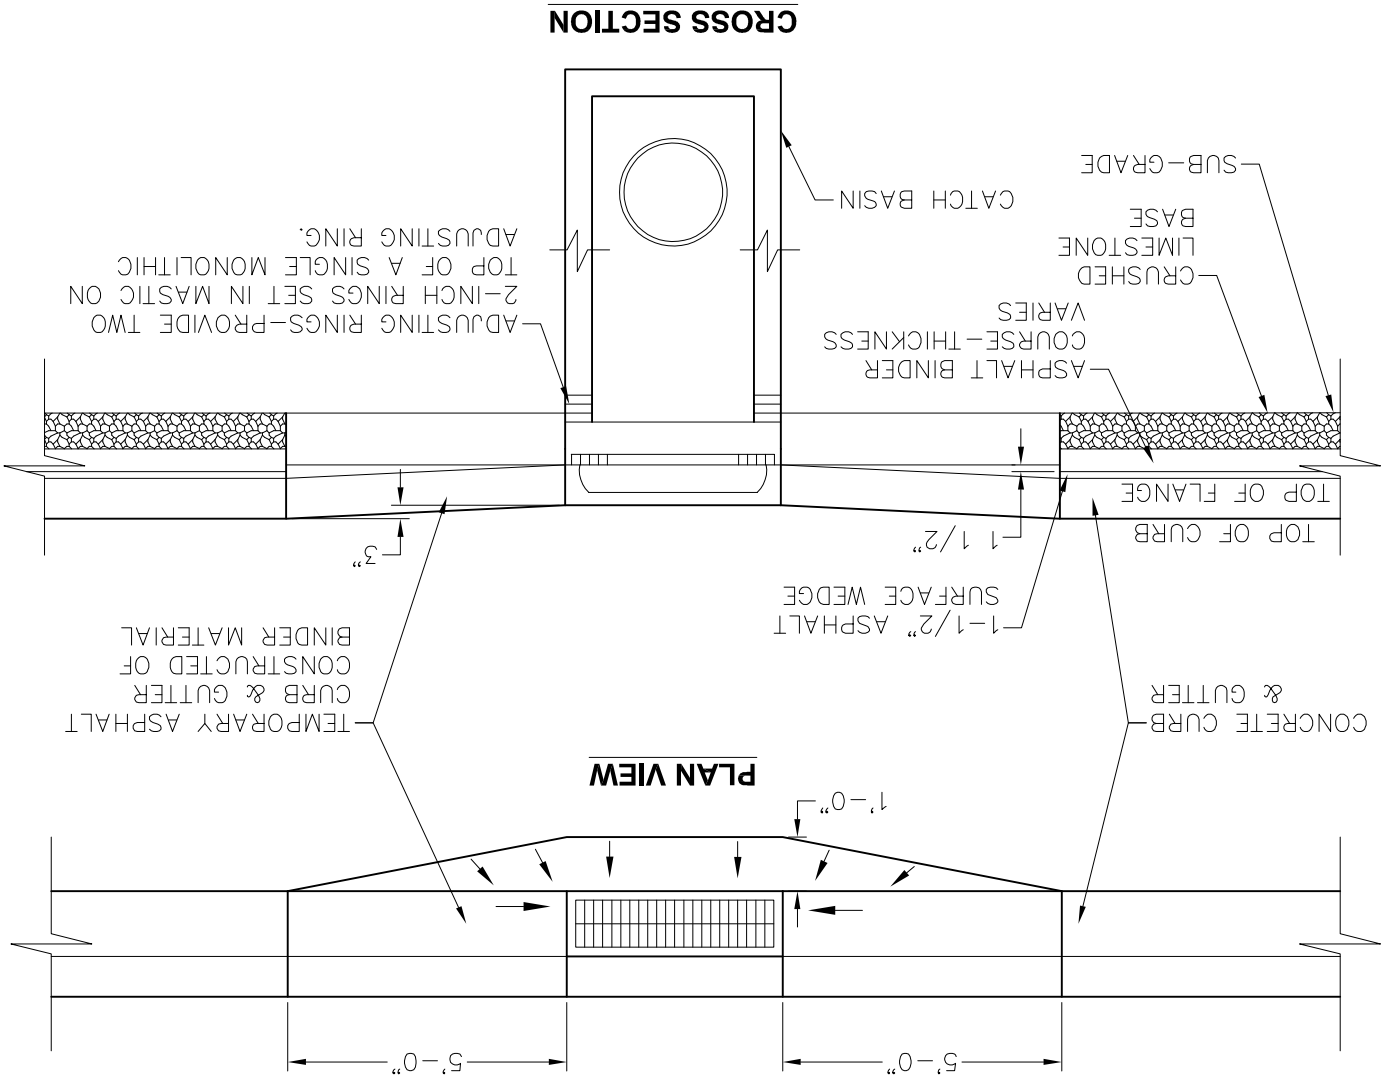 5'-0"
5'-0"
1'-0"
PLAN VIEW
CONCRETE CURB
& GUTTER
TEMPORARY ASPHALT
CURB & GUTTER
CONSTRUCTED OF
BINDER MATERIAL
1-1/2" ASPHALT
SURFACE WEDGE
TOP OF CURB
1 1/2"
3"
TOP OF FLANGE
ASPHALT BINDER
COURSE-THICKNESS
VARIES
CRUSHED
LIMESTONE
BASE
SUB-GRADE
ADJUSTING RINGS-PROVIDE TWO
2-INCH RINGS SET IN MASTIC ON
TOP OF A SINGLE MONOLITHIC
ADJUSTING RING.
CATCH BASIN
CROSS SECTION